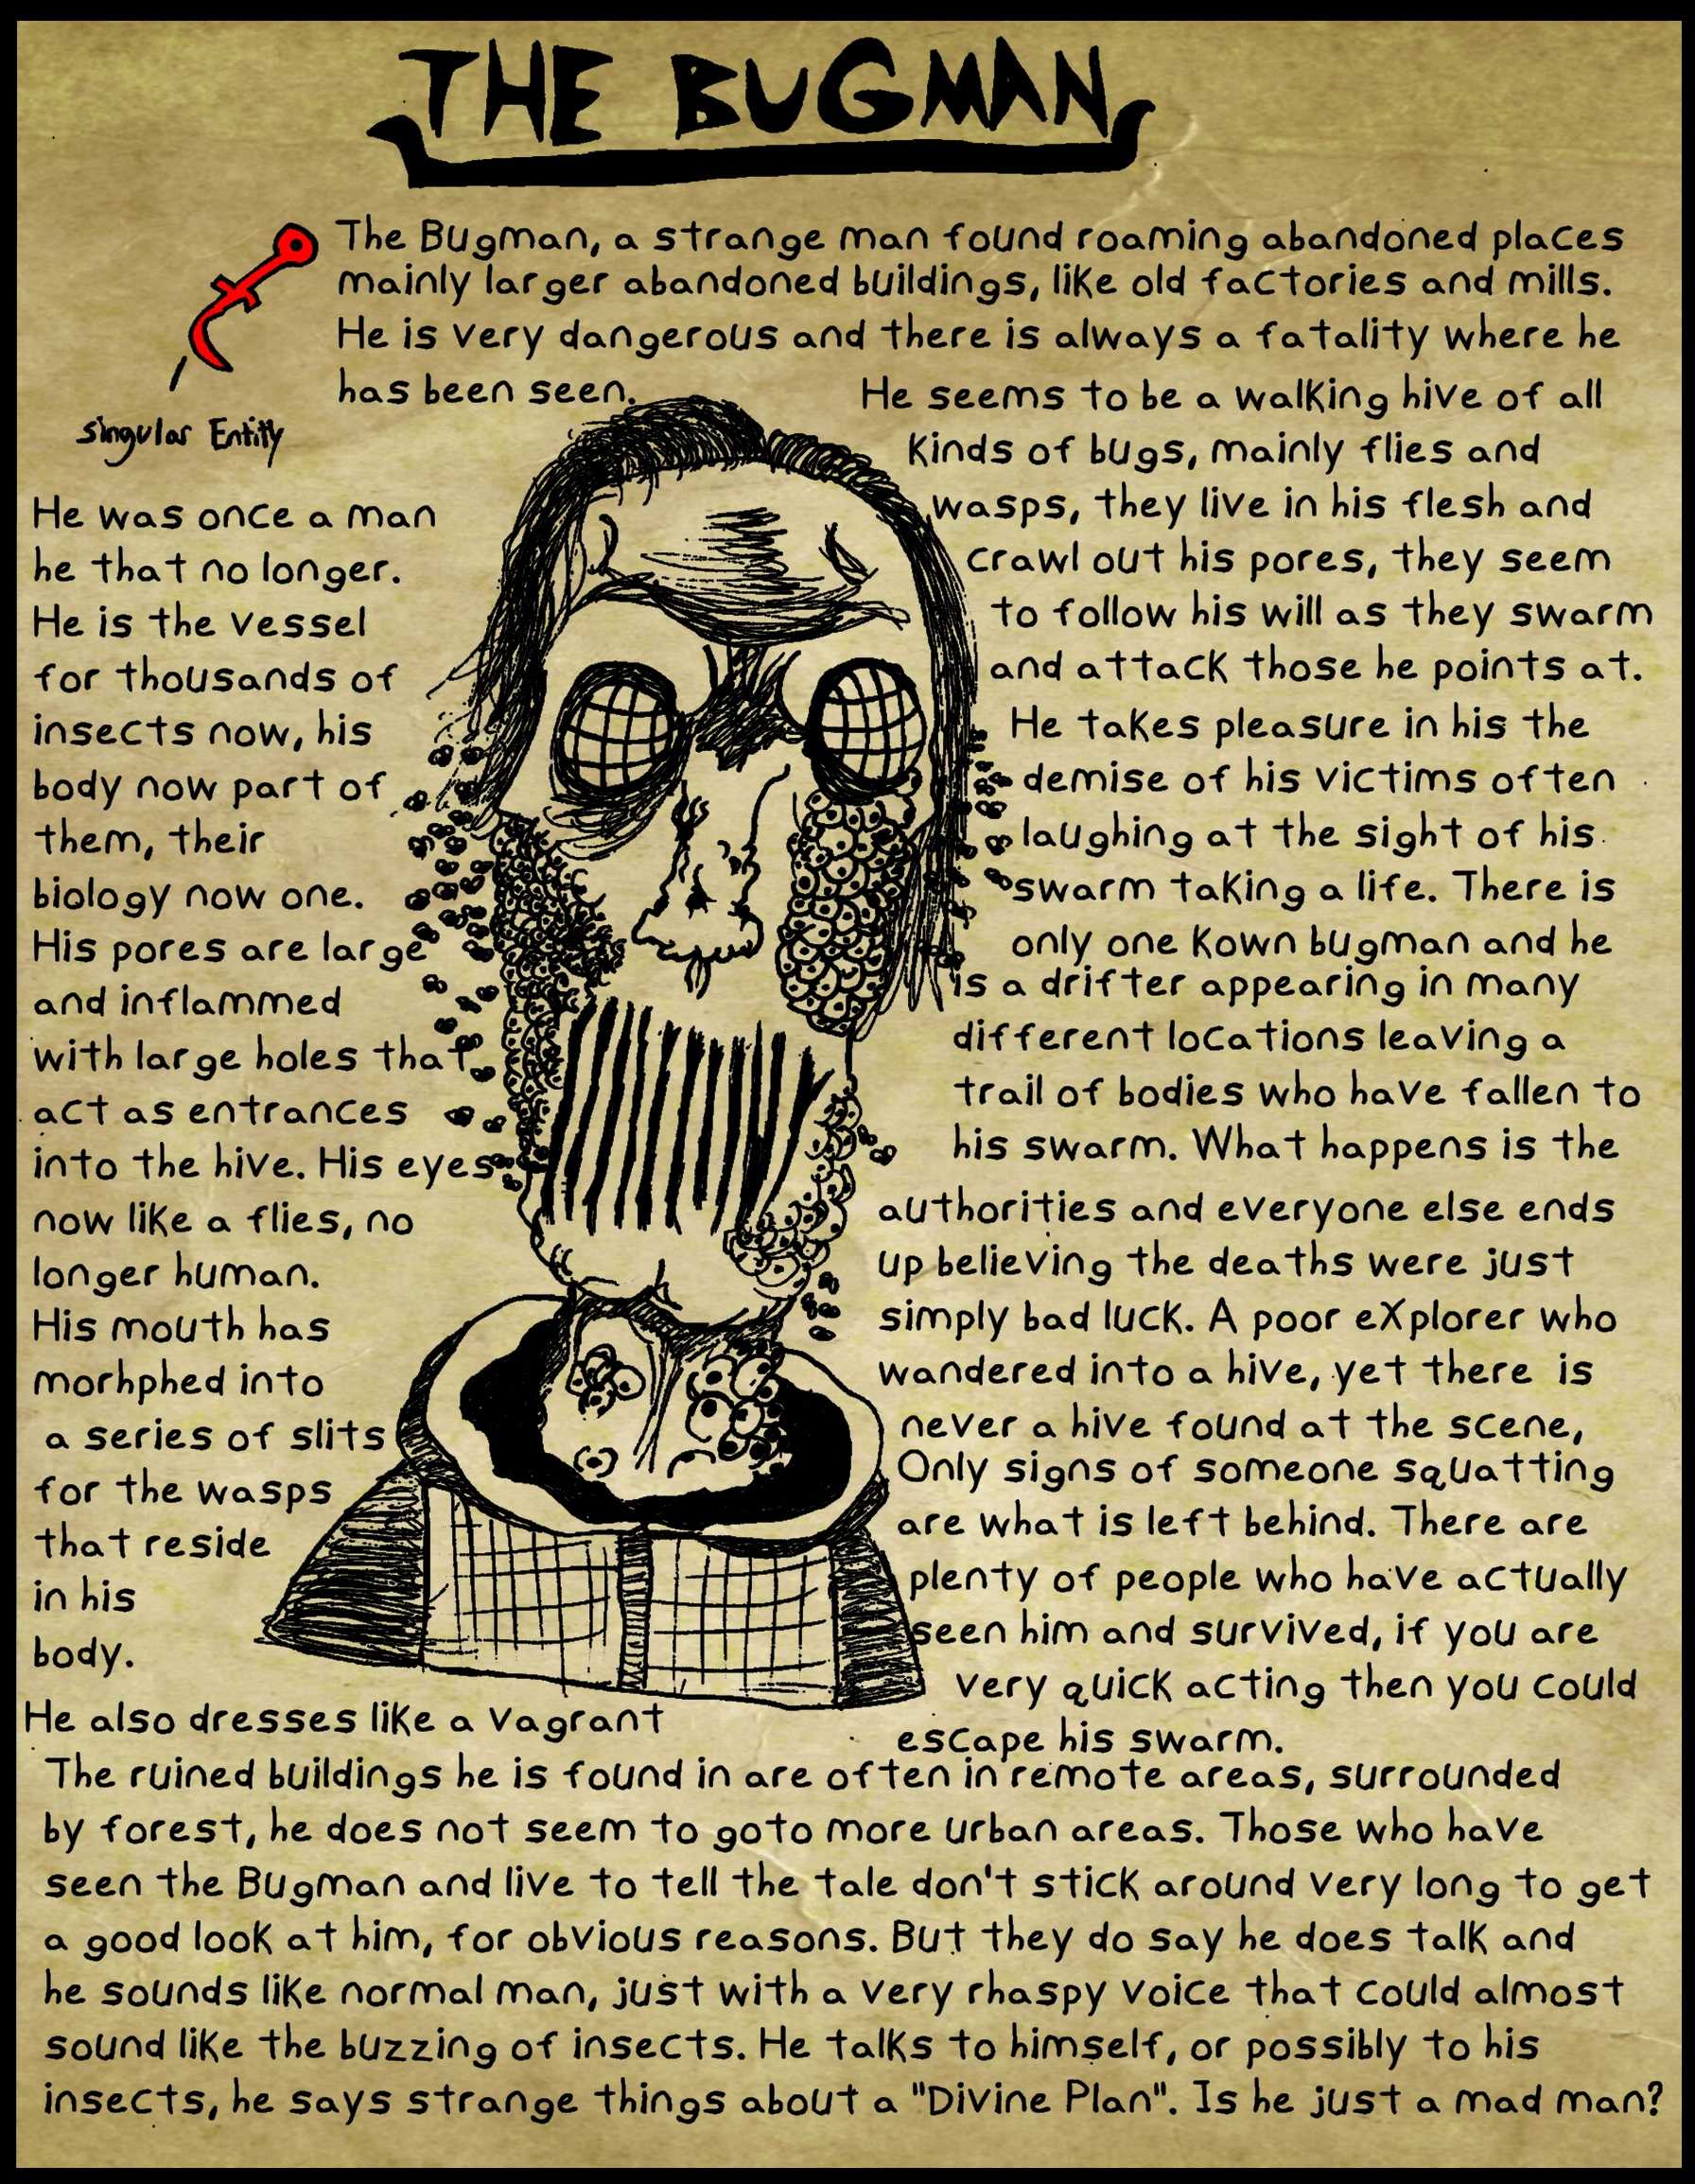 THE BUGMAN
The Bugman, a strange man found roaming abandoned places
mainly larger abandoned buildings, like old factories and mills.
He is very dangerous and there is always a fatality where he
has been seen.
singular Entity
He was once a man
he that no longer.
He is the vessel
for thousands of
insects now, his
body now part of
them, their
biology now one.
His pores are large
and inflammed
with large holes that
act as entrances
into the hive. His eyes
now like a flies, no
longer human.
His mouth has
morhphed into
a series of slits
for the wasps
that reside
in his
body.
He also dresses like a vagrant
He seems to be a walking hive of all
kinds of bugs, mainly flies and
wasps, they live in his flesh and
crawl out his pores, they seem
to follow his will as they swarm
and attack those he points at.
He takes pleasure in his the
demise of his victims often
laughing at the sight of his
swarm taking a life. There is
only one kown bugman and he
is a drifter appearing in many
different locations leaving a
trail of bodies who have fallen to
his swarm. What happens is the
authorities and everyone else ends
up believing the deaths were just
simply bad luck. A poor explorer who
wandered into a hive, yet there is
never a hive found at the scene,
Only signs of someone squatting
are what is left behind. There are
plenty of people who have actually
seen him and survived, if you are
very quick acting then you could
escape his swarm.
The ruined buildings he is found in are often in remote areas, surrounded
by forest, he does not seem to goto more urban areas. Those who have
seen the Bugman and live to tell the tale don't stick around very long to get
a good look at him, for obvious reasons. But they do say he does talk and
he sounds like normal man, just with a very rhaspy voice that could almost
sound like the buzzing of insects. He talks to himself, or possibly to his
insects, he says strange things about a "Divine Plan". Is he just a mad man?